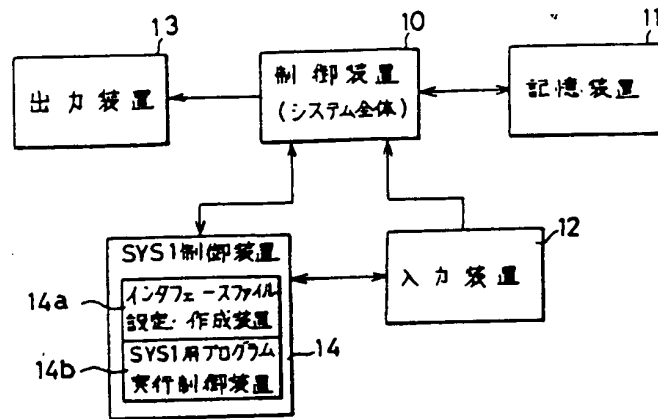 13
10
11
出力装置
制御装置
(システム全体)
記憶装置
SYS1制御装置
12
14a
インタフェースファイル
設定・作成装置
入力装置
14b
SYS1用プログラム
実行制御装置
14